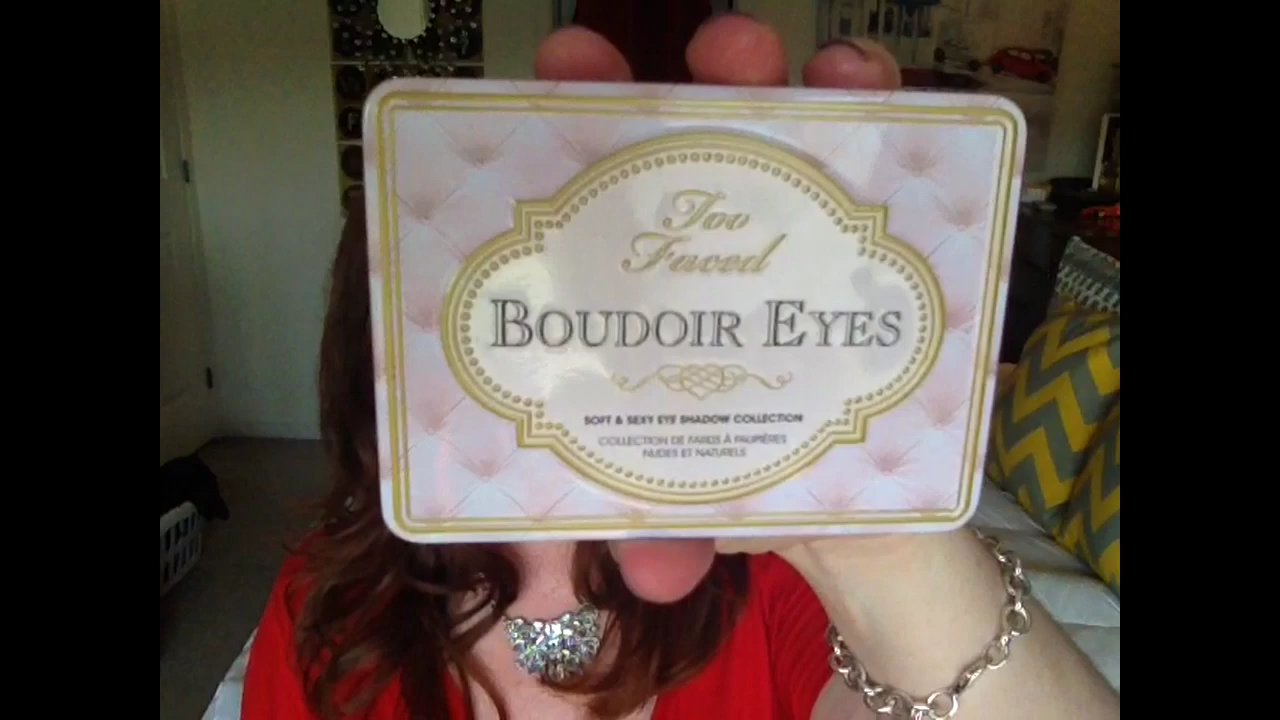 Too
Faced
BOUDOIR EYES
SOFT & SEXY EYE SHADOW COLLECTION
COLLECTION DE FARDS À PAUPIÈRES
NUDES ET NATURELS